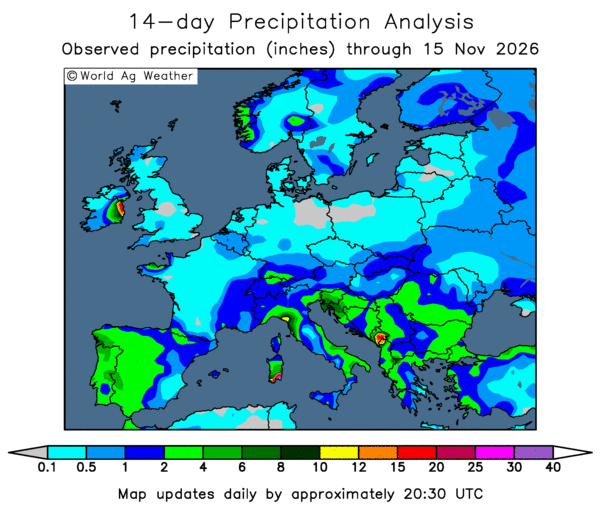 14-day Precipitation Analysis
Observed precipitation (inches) through 15 Nov 2026
© World Ag Weather
0.1 0.5 1 2 4 6 8 10 12 15 20 25 30 40
Map updates daily by approximately 20:30 UTC